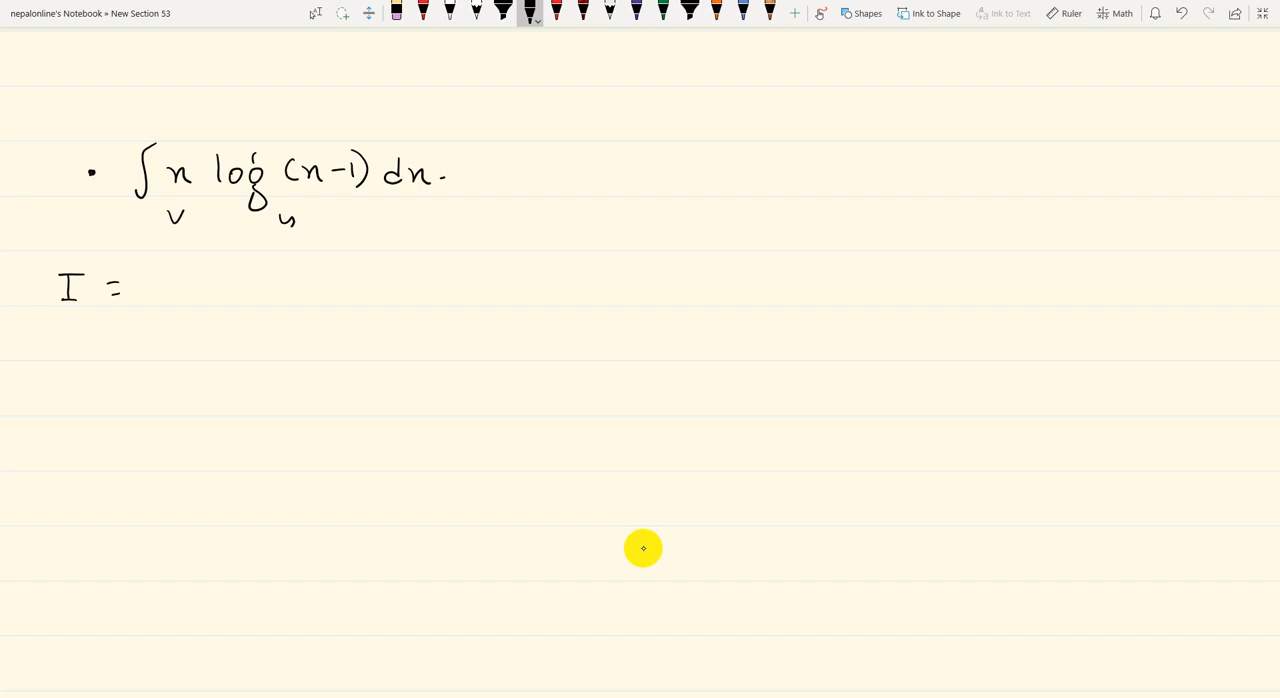 nepalonline's Notebook » New Section 53
Shapes Ink to Shape Ink to Text Ruler Math
• ∫ x log (x-1) dx.
v u
I =